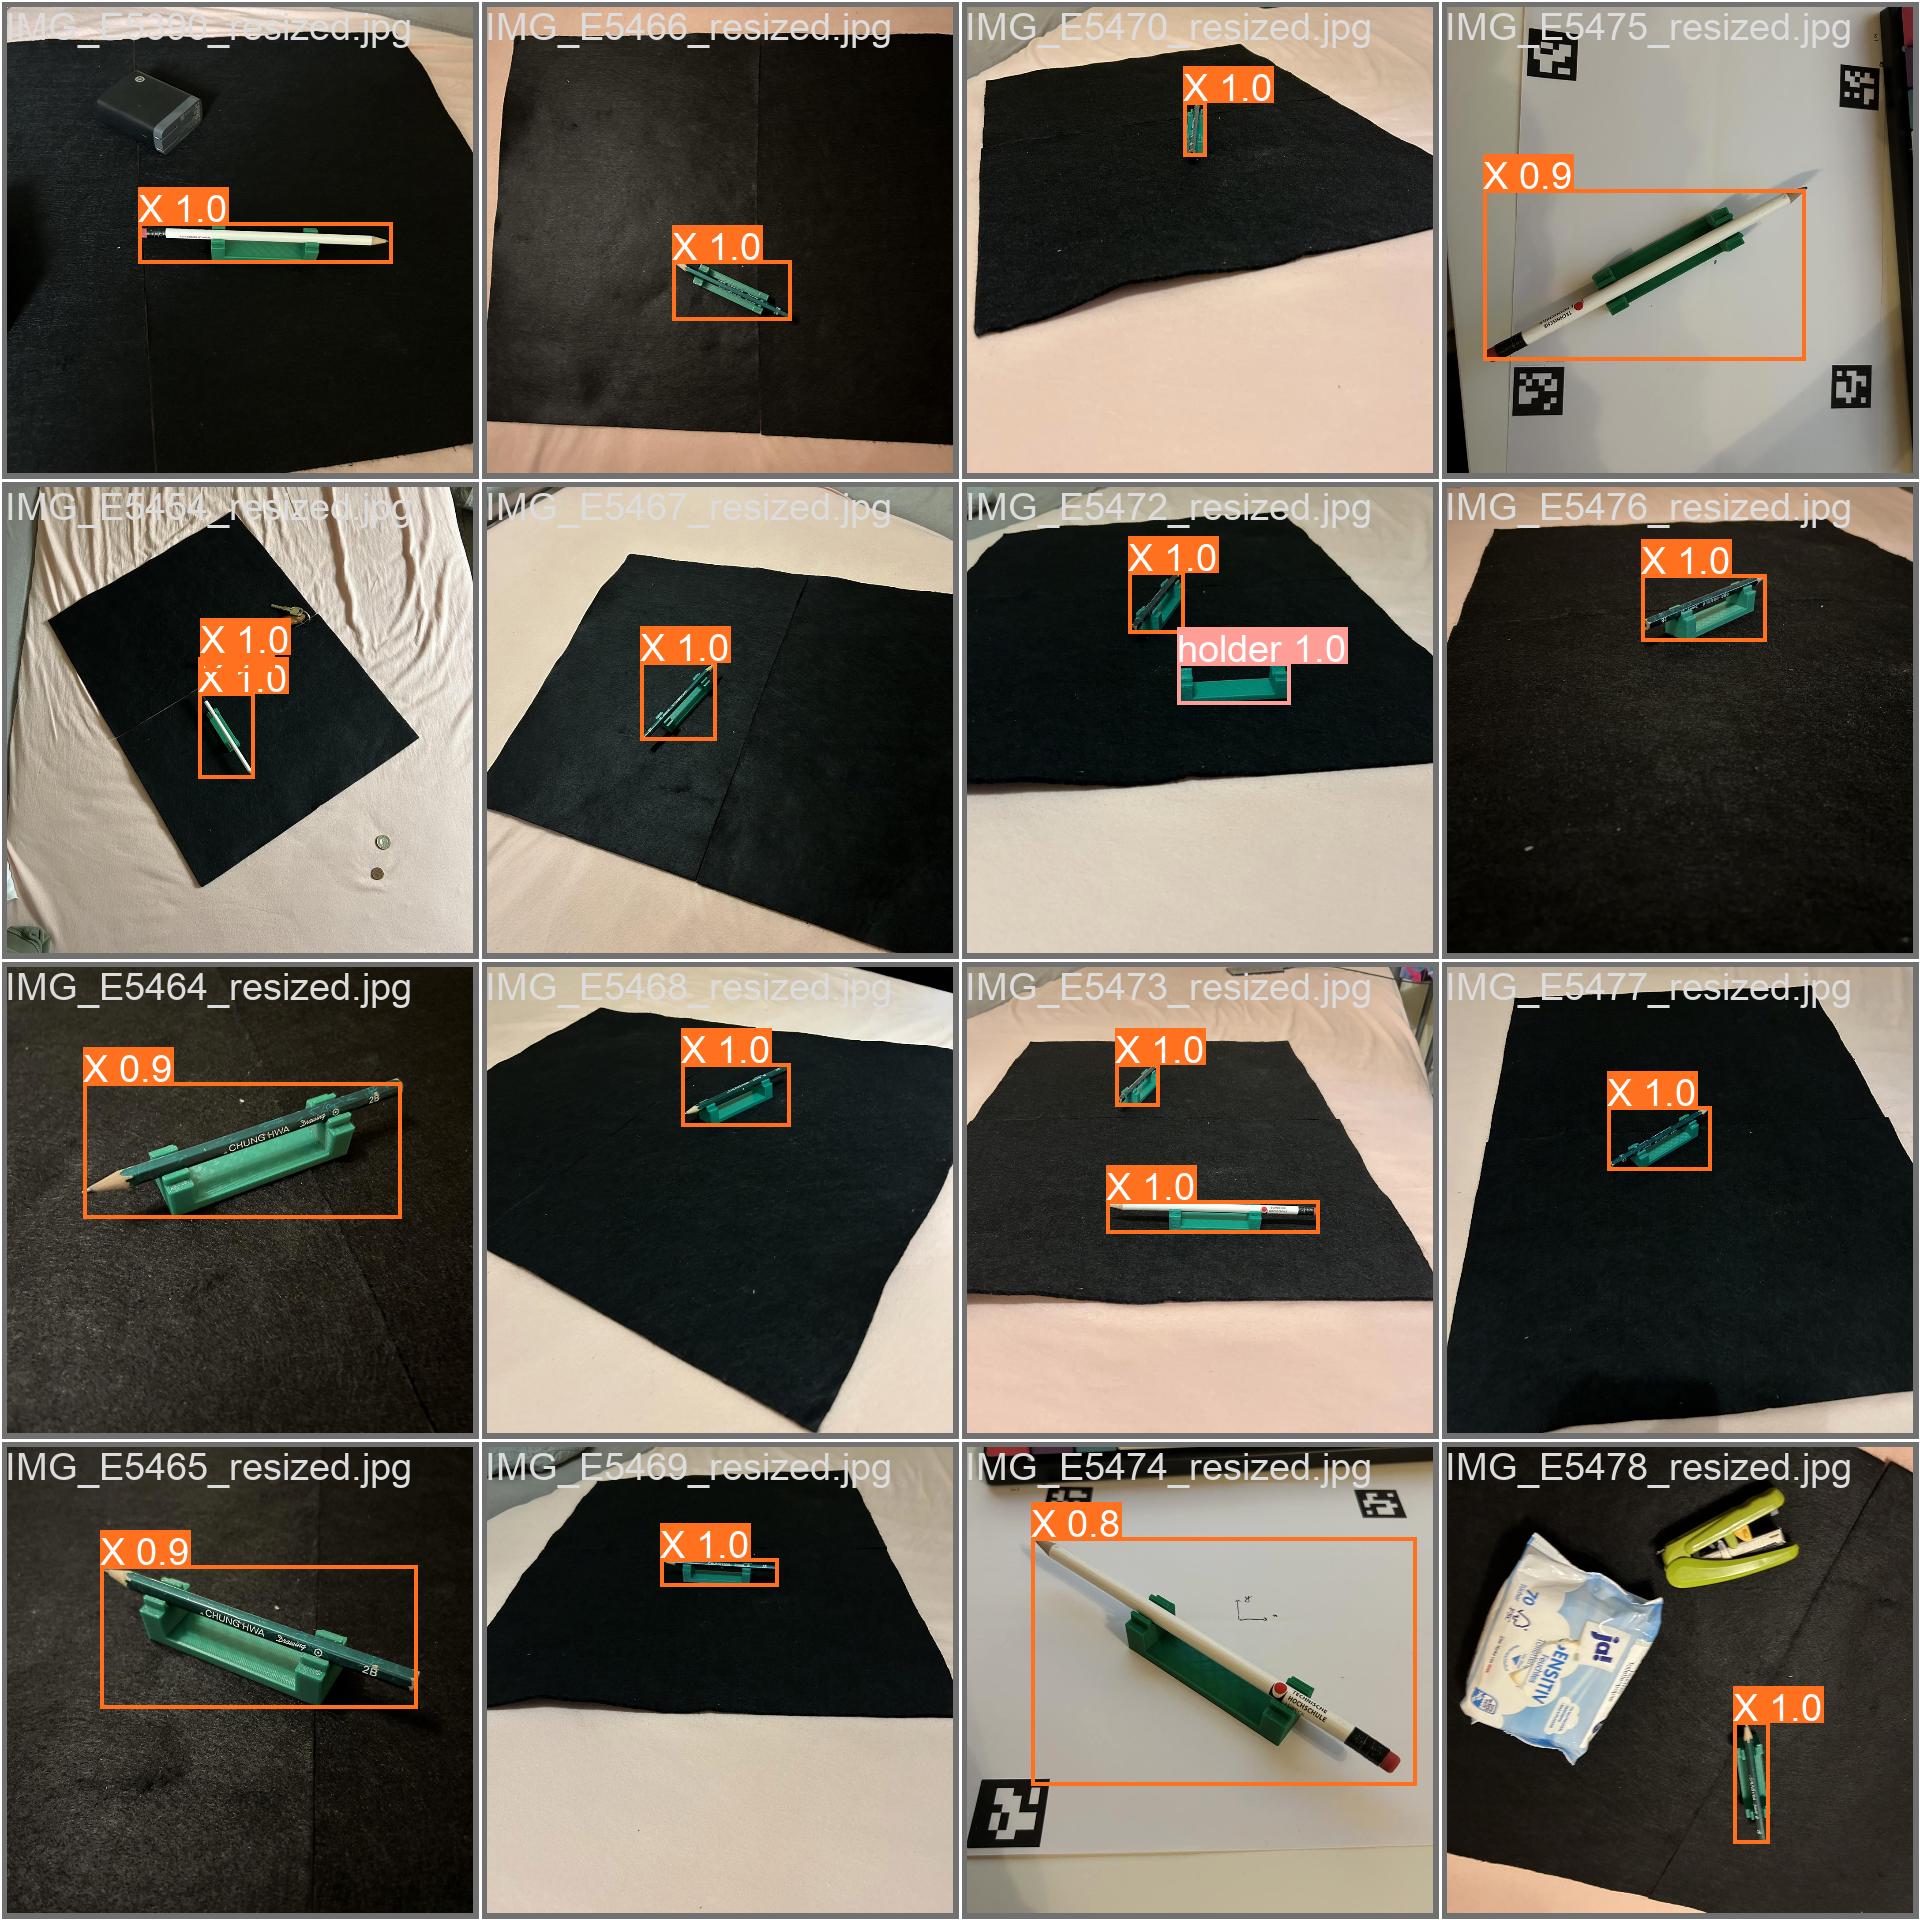 IMG_E5390_resized.jpg
X 1.0
IMG_E5466_resized.jpg
X 1.0
IMG_E5470_resized.jpg
X 1.0
IMG_E5475_resized.jpg
X 0.9
TECHNISCHE
IMG_E5454_resized.jpg
X 1.0
X 1.0
IMG_E5467_resized.jpg
X 1.0
IMG_E5472_resized.jpg
X 1.0
holder 1.0
IMG_E5476_resized.jpg
X 1.0
IMG_E5464_resized.jpg
X 0.9
CHUNG HWA Drawing 2B
IMG_E5468_resized.jpg
X 1.0
IMG_E5473_resized.jpg
X 1.0
X 1.0
IMG_E5477_resized.jpg
X 1.0
IMG_E5465_resized.jpg
X 0.9
CHUNG HWA Drawing 2B
IMG_E5469_resized.jpg
X 1.0
IMG_E5474_resized.jpg
X 0.8
TECHNISCHE
HOCHSCHULE
IMG_E5478_resized.jpg
70
ja!
SENSITIV
X 1.0